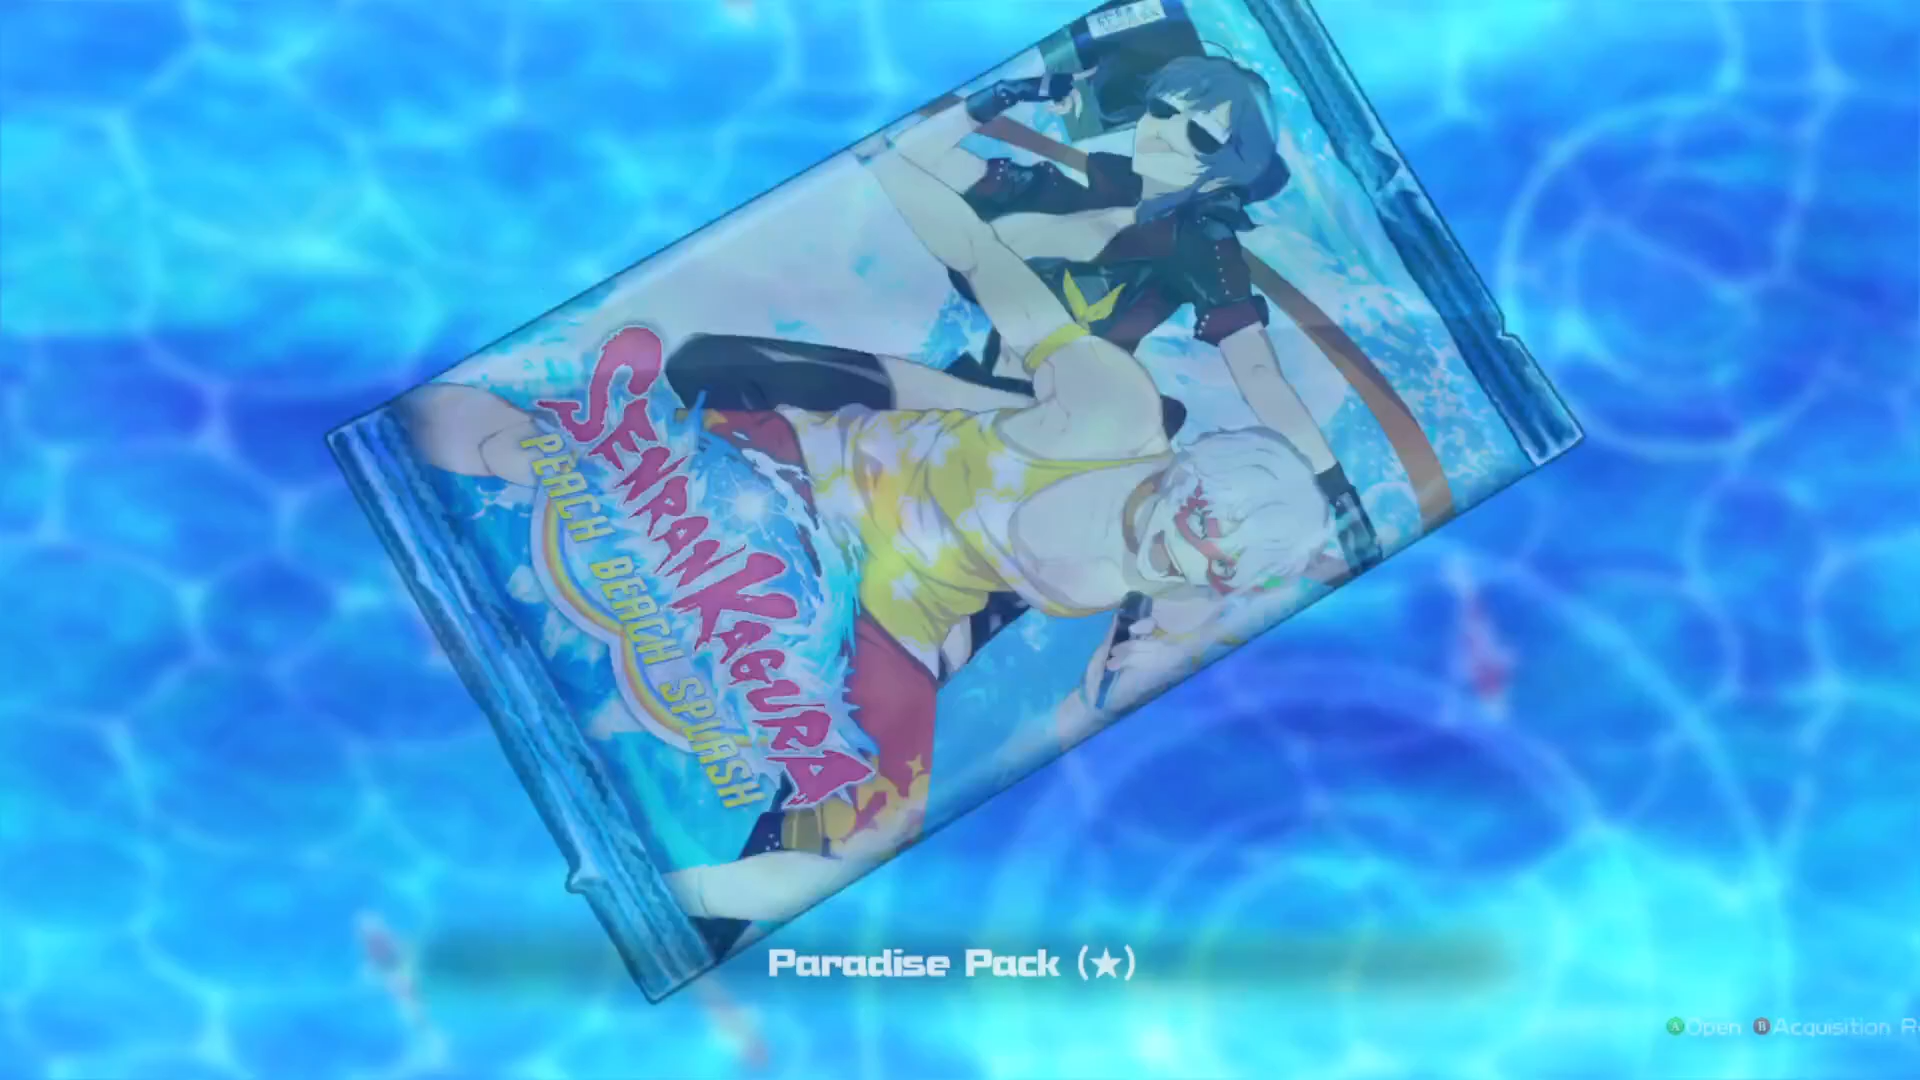 SENRAN KAGURA
PEACH BEACH SPLASH
Paradise Pack (★)
A Open B Acquisition R